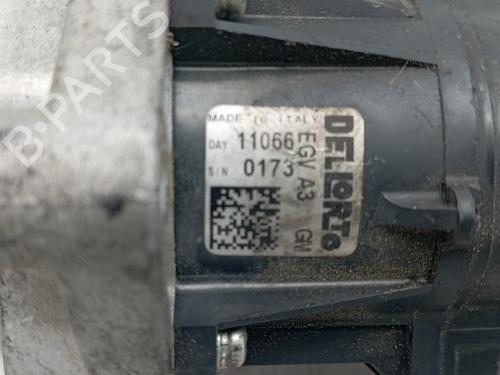 B-PARTS
MADE IN ITALY
DAY 11066
S/N 0173
EGV/A3 GM
DELLORTO